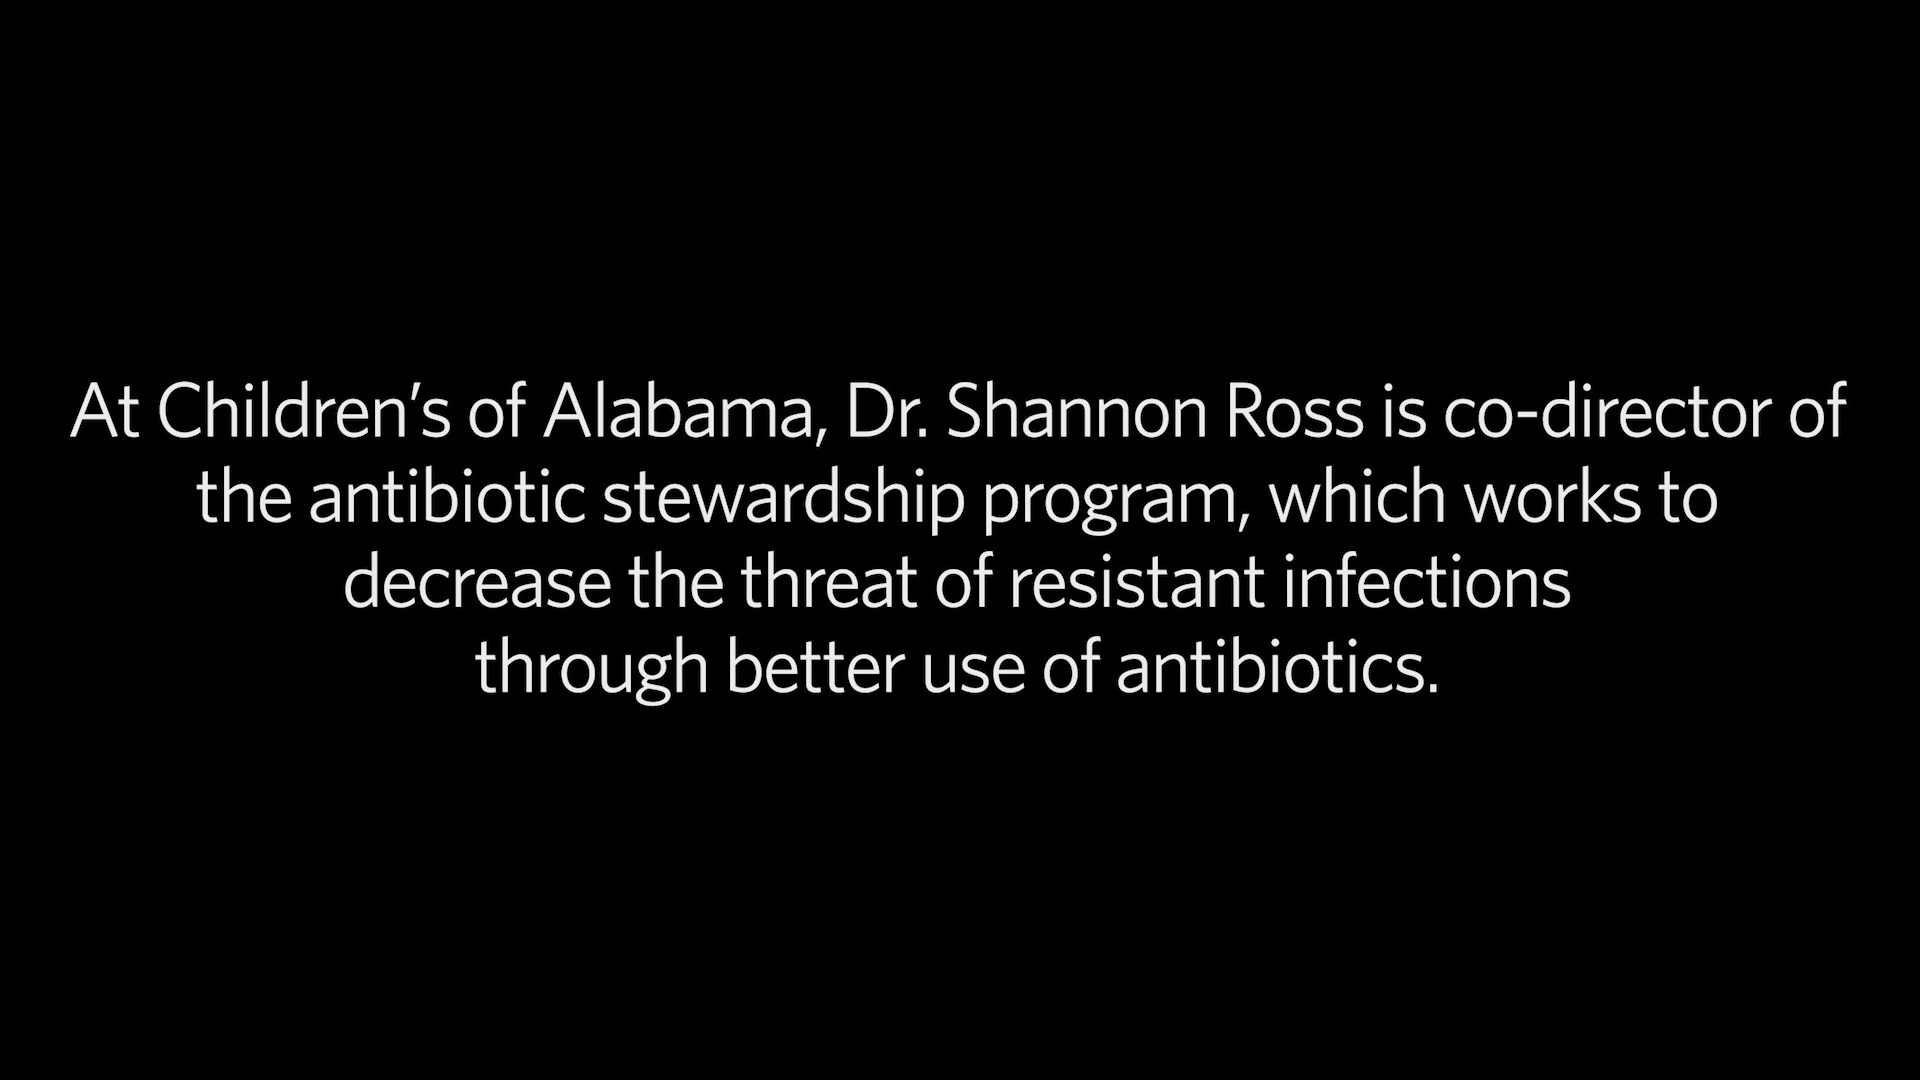 At Children’s of Alabama, Dr. Shannon Ross is co-director of
the antibiotic stewardship program, which works to
decrease the threat of resistant infections
through better use of antibiotics.